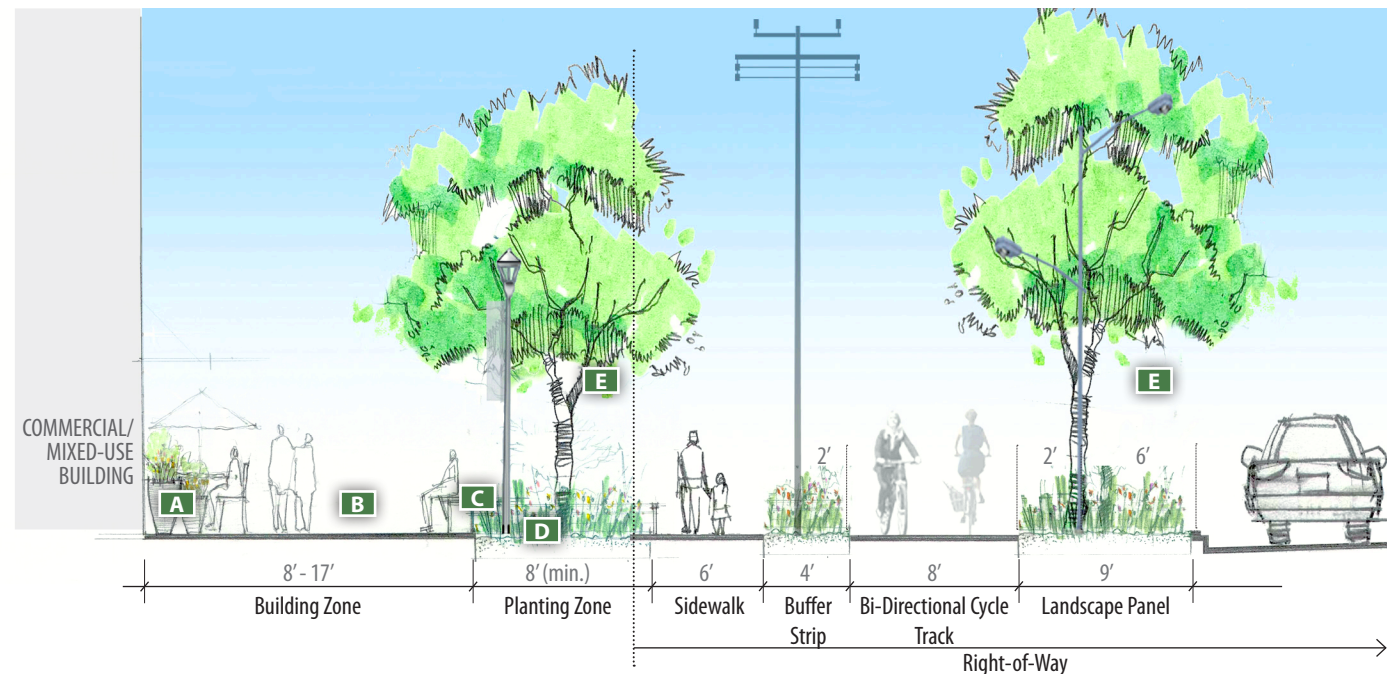 E
E
COMMERCIAL/
MIXED-USE
BUILDING
2’
2’
6’
A
B
C
D
8’ - 17’
8’ (min.)
6’
4’
8’
9’
Building Zone
Planting Zone
Sidewalk
Buffer
Strip
Bi-Directional Cycle
Track
Landscape Panel
Right-of-Way